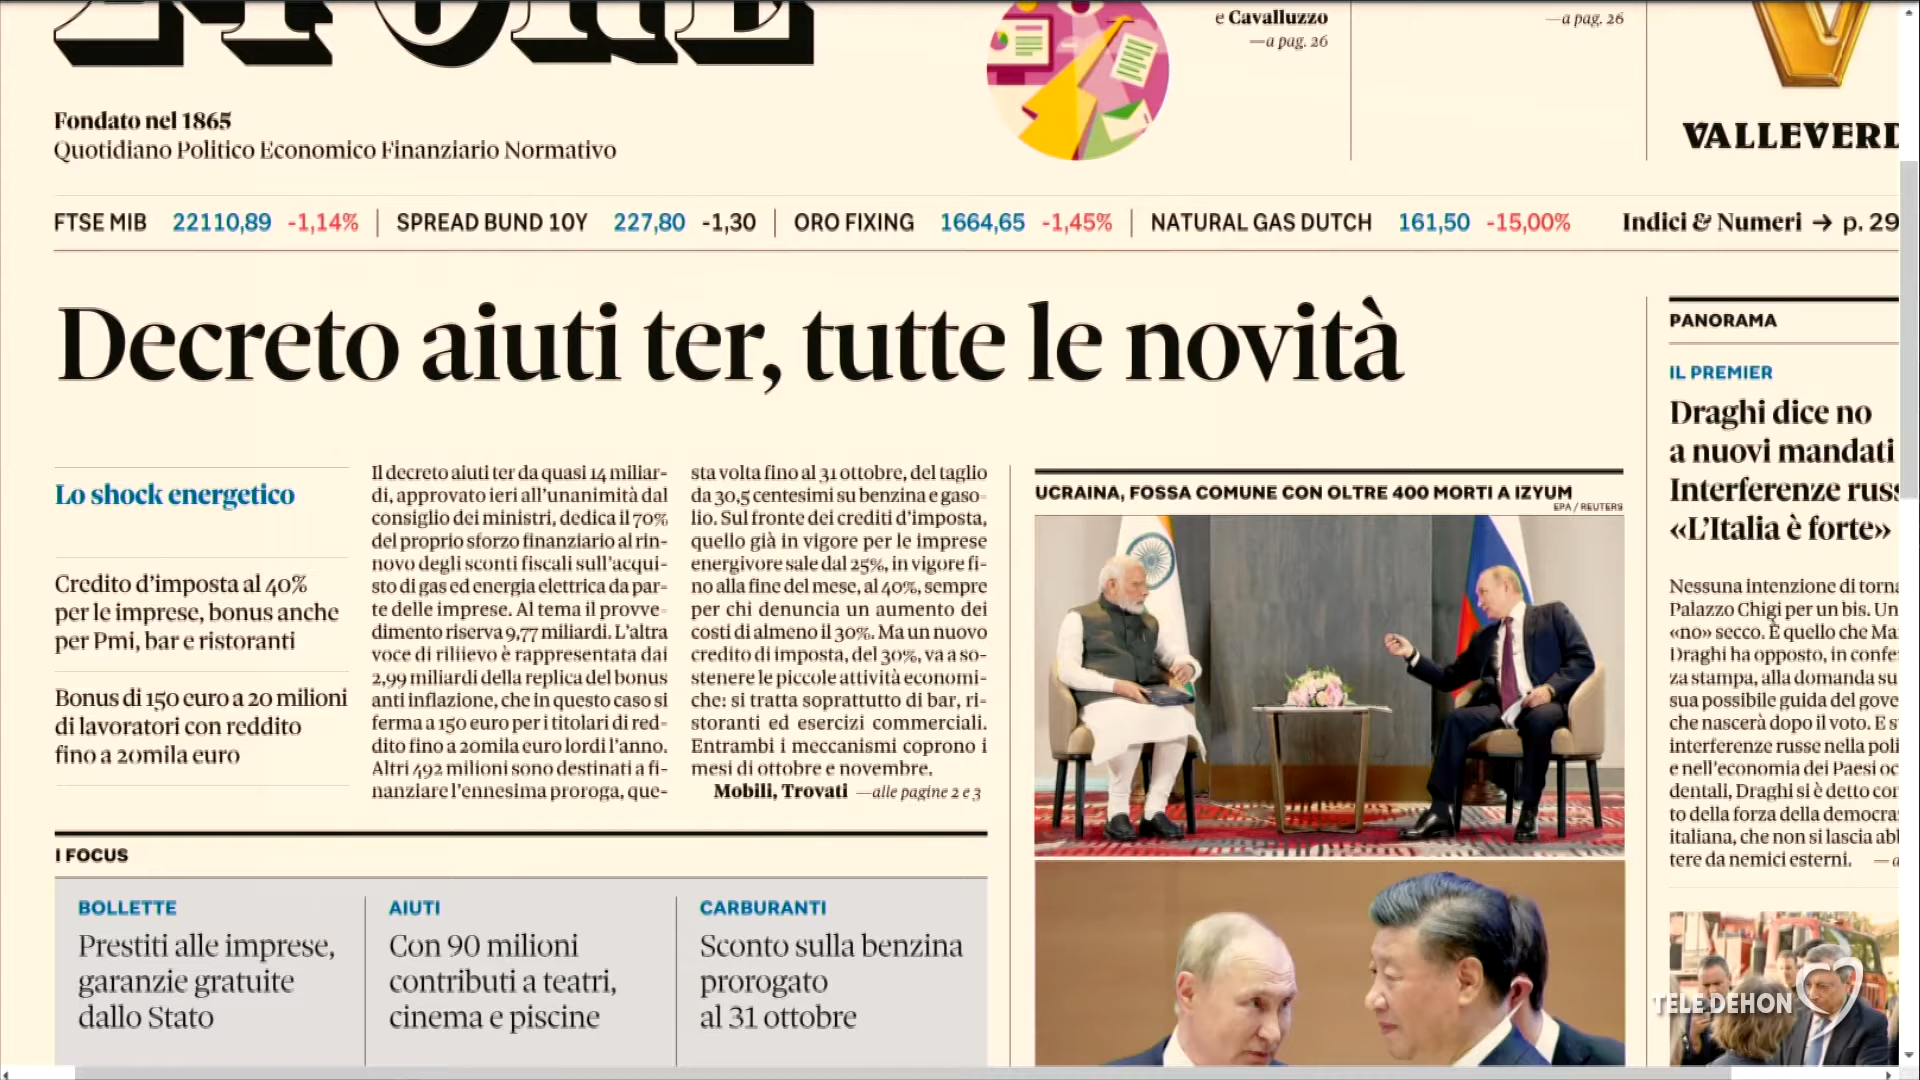 24 ORE
Fondato nel 1865
Quotidiano Politico Economico Finanziario Normativo
e Cavalluzzo
—a pag. 26
—a pag. 26
VALLEVERD
FTSE MIB 22110,89 -1,14% | SPREAD BUND 10Y 227,80 -1,30 | ORO FIXING 1664,65 -1,45% | NATURAL GAS DUTCH 161,50 -15,00% Indici & Numeri → p. 29
Decreto aiuti ter, tutte le novità
Lo shock energetico
Credito d’imposta al 40%
per le imprese, bonus anche
per Pmi, bar e ristoranti
Bonus di 150 euro a 20 milioni
di lavoratori con reddito
fino a 20mila euro
Il decreto aiuti ter da quasi 14 miliar-
di, approvato ieri all’unanimità dal
consiglio dei ministri, dedica il 70%
del proprio sforzo finanziario al rin-
novo degli sconti fiscali sull’acqui-
sto di gas ed energia elettrica da par-
te delle imprese. Al tema il provve-
dimento riserva 9,77 miliardi. L’altra
voce di riliievo è rappresentata dai
2,99 miliardi della replica del bonus
anti inflazione, che in questo caso si
ferma a 150 euro per i titolari di red-
dito fino a 20mila euro lordi l’anno.
Altri 492 milioni sono destinati a fi-
nanziare l’ennesima proroga, que-
sta volta fino al 31 ottobre, del taglio
da 30,5 centesimi su benzina e gaso-
lio. Sul fronte dei crediti d’imposta,
quello già in vigore per le imprese
energivore sale dal 25%, in vigore fi-
no alla fine del mese, al 40%, sempre
per chi denuncia un aumento dei
costi di almeno il 30%. Ma un nuovo
credito di imposta, del 30%, va a so-
stenere le piccole attività economi-
che: si tratta soprattutto di bar, ri-
storanti ed esercizi commerciali.
Entrambi i meccanismi coprono i
mesi di ottobre e novembre.
Mobili, Trovati —alle pagine 2 e 3
UCRAINA, FOSSA COMUNE CON OLTRE 400 MORTI A IZYUM
EPA / REUTERS
PANORAMA
IL PREMIER
Draghi dice no
a nuovi mandati
Interferenze russ
«L’Italia è forte»
Nessuna intenzione di torna
Palazzo Chigi per un bis. Un
«no» secco. È quello che Mar
Draghi ha opposto, in confer
za stampa, alla domanda su
sua possibile guida del gove
che nascerà dopo il voto. E s
interferenze russe nella poli
e nell’economia dei Paesi oc
dentali, Draghi si è detto con
to della forza della democra
italiana, che non si lascia abb
tere da nemici esterni. —a
I FOCUS
BOLLETTE
Prestiti alle imprese,
garanzie gratuite
dallo Stato
AIUTI
Con 90 milioni
contributi a teatri,
cinema e piscine
CARBURANTI
Sconto sulla benzina
prorogato
al 31 ottobre
TELE DEHON